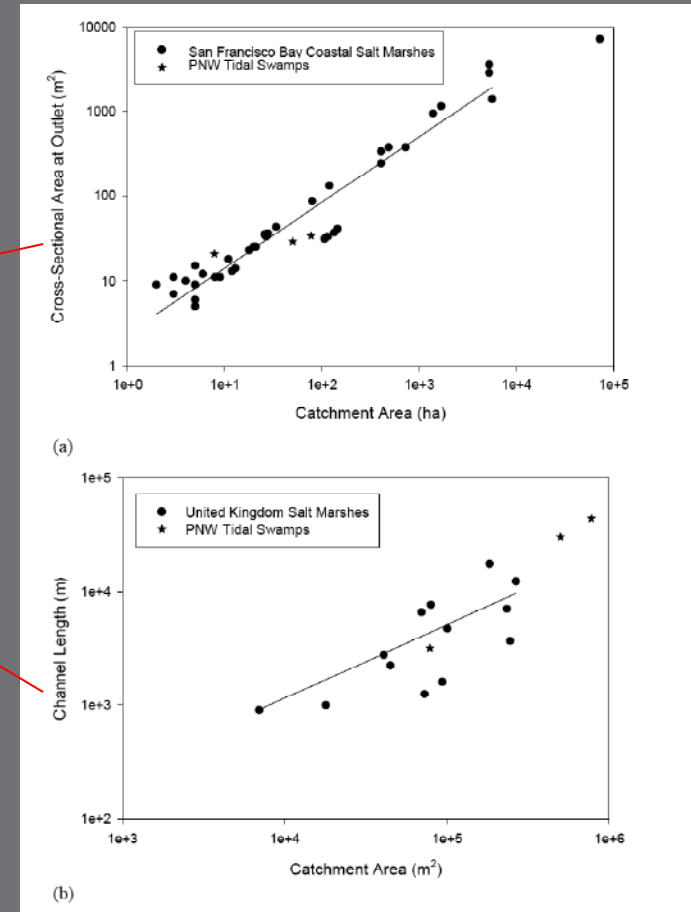 10000
San Francisco Bay Coastal Salt Marshes
PNW Tidal Swamps
1000
100
10
1
Cross-Sectional Area at Outlet (m²)
1e+0 1e+1 1e+2 1e+3 1e+4 1e+5
Catchment Area (ha)
(a)
1e+5
United Kingdom Salt Marshes
PNW Tidal Swamps
1e+4
1e+3
1e+2
Channel Length (m)
1e+3 1e+4 1e+5 1e+6
Catchment Area (m²)
(b)